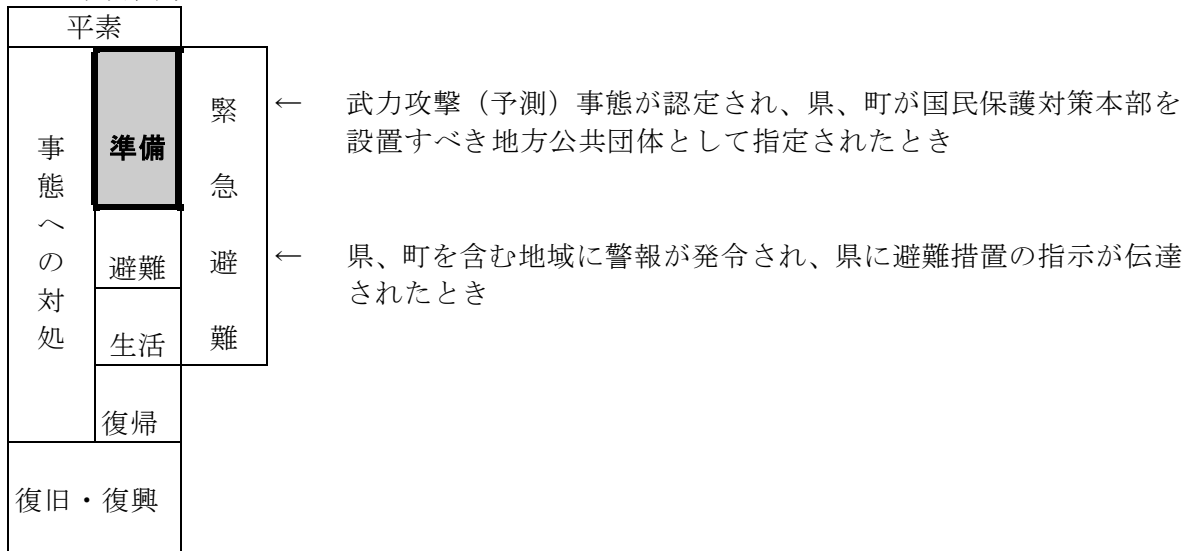 平素
事態への対処
準備
避難
生活
復帰
緊急避難
← 武力攻撃（予測）事態が認定され、県、町が国民保護対策本部を
設置すべき地方公共団体として指定されたとき
← 県、町を含む地域に警報が発令され、県に避難措置の指示が伝達
されたとき
復旧・復興